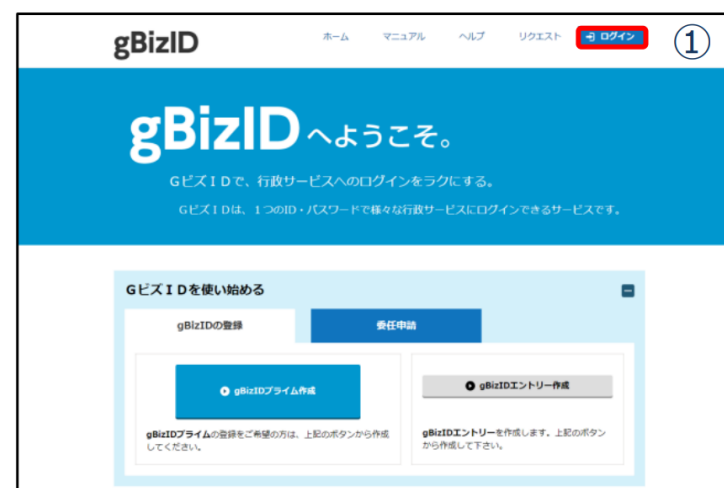 gBizID
ホーム マニュアル ヘルプ リクエスト ログイン ①
gBizIDへようこそ。
GビズIDで、行政サービスへのログインをラクにする。
GビズIDは、1つのID・パスワードで様々な行政サービスにログインできるサービスです。
GビズIDを使い始める
gBizIDの登録 委任申請
gBizIDプライム作成
gBizIDエントリー作成
gBizIDプライムの登録をご希望の方は、上記のボタンから作成
してください。
gBizIDエントリーを作成します。上記のボタン
から作成して下さい。